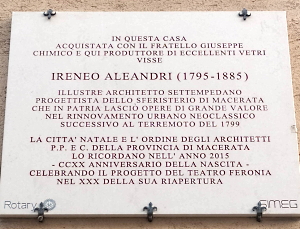 IN QUESTA CASA
ACQUISTATA CON IL FRATELLO GIUSEPPE
CHIMICO E QUI PRODUTTORE DI ECCELLENTI VETRI
VISSE
IRENEO ALEANDRI (1795-1885)
ILLUSTRE ARCHITETTO SETTEMPEDANO
PROGETTISTA DELLO SFERISTERIO DI MACERATA
CHE IN PATRIA LASCIÒ OPERE DI GRANDE VALORE
NEL RINNOVAMENTO URBANO NEOCLASSICO
SUCCESSIVO AL TERREMOTO DEL 1799
LA CITTA' NATALE E L'ORDINE DEGLI ARCHITETTI
P.P. E C. DELLA PROVINCIA DI MACERATA
LO RICORDANO NELL' ANNO 2015
- CCXX ANNIVERSARIO DELLA NASCITA -
CELEBRANDO IL PROGETTO DEL TEATRO FERONIA
NEL XXX DELLA SUA RIAPERTURA
Rotary
SIMEG